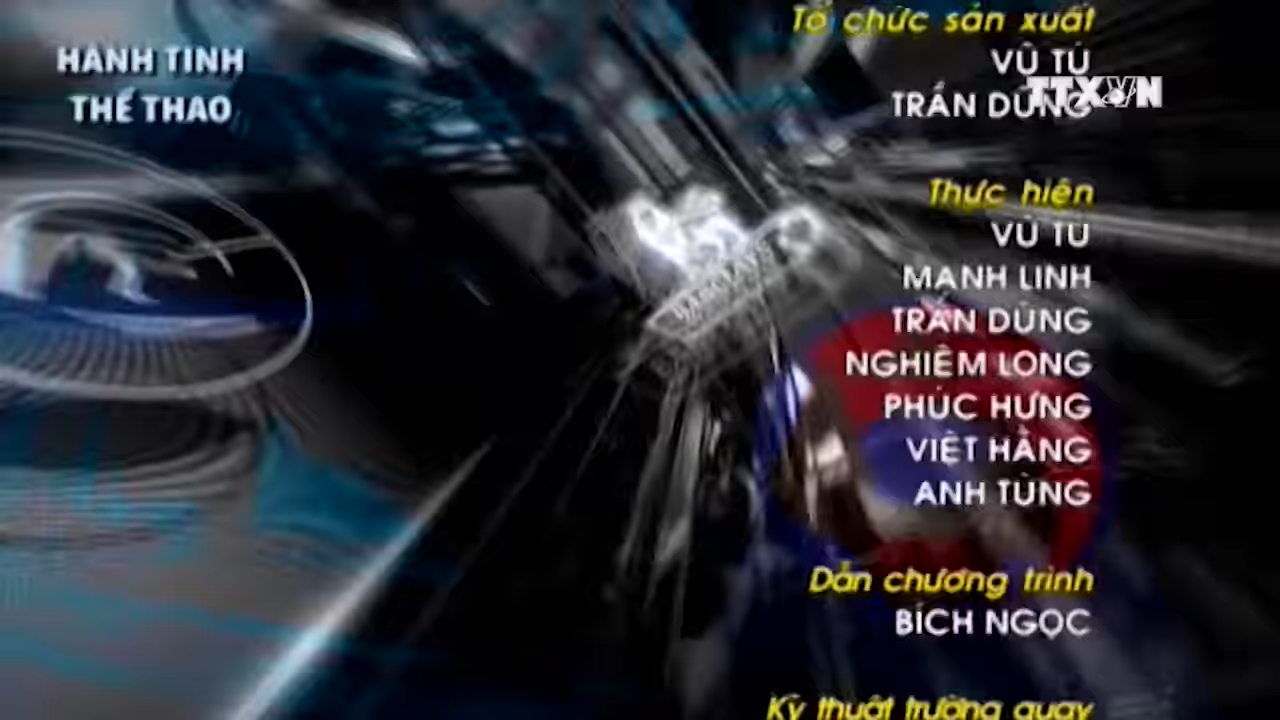 HÀNH TINH
THỂ THAO
TTXVN
Tổ chức sản xuất
VŨ TÚ
TRẦN DŨNG
Thực hiện
VŨ TÚ
MẠNH LINH
TRẦN DŨNG
NGHIÊM LONG
PHÚC HƯNG
VIỆT HẰNG
ANH TÙNG
Dẫn chương trình
BÍCH NGỌC
Kỹ thuật trường quay